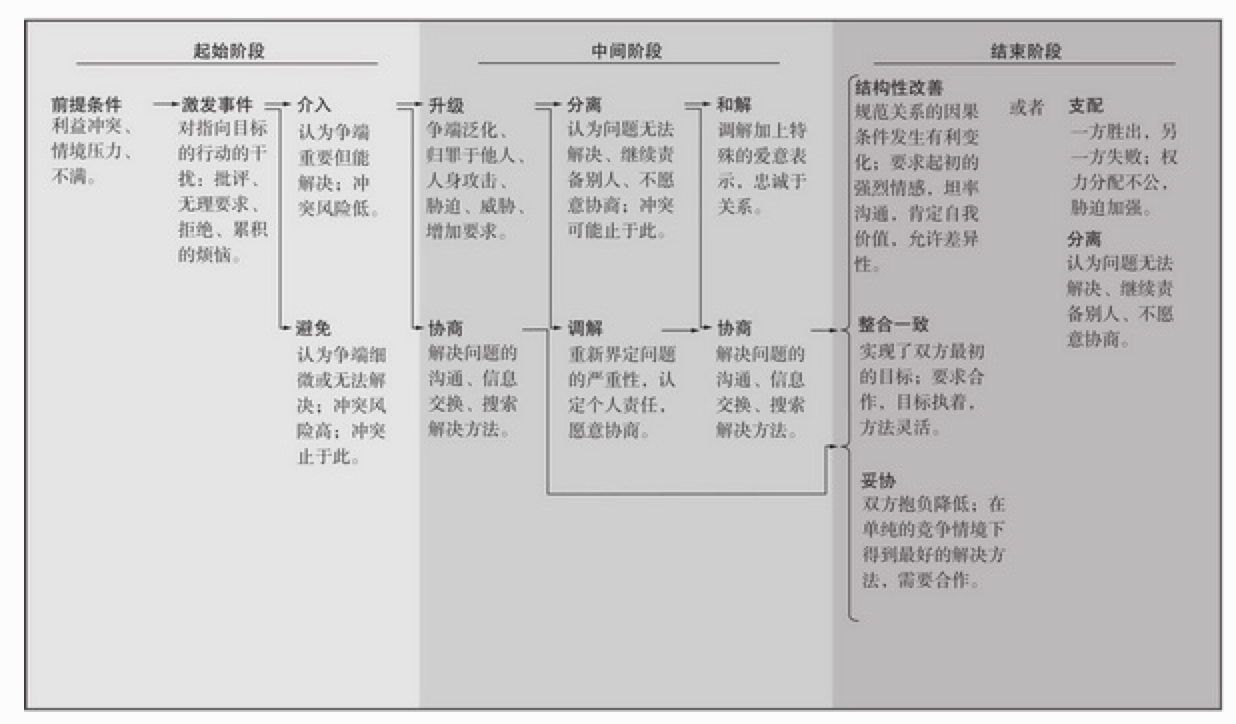 起始阶段
中间阶段
结束阶段
前提条件
利益冲突、
情境压力、
不满。
激发事件
对指向目标
的行动的干
扰：批评、
无理要求、
拒绝、累积
的烦恼。
介入
认为争端
重要但能
解决；冲
突风险低。
避免
认为争端细
微或无法解
决；冲突风
险高；冲突
止于此。
升级
争端泛化、
归罪于他人、
人身攻击、
胁迫、威胁、
增加要求。
协商
解决问题的
沟通、信息
交换、搜索
解决方法。
分离
认为问题无法
解决、继续责
备别人、不愿
意协商；冲突
可能止于此。
调解
重新界定问题
的严重性，认
定个人责任，
愿意协商。
和解
调解加上特
殊的爱意表
示，忠诚于
关系。
协商
解决问题的
沟通、信息
交换、搜索
解决方法。
结构性改善
规范关系的因果
条件发生有利变
化；要求起初的
强烈情感，坦率
沟通，肯定自我
价值，允许差异
性。
整合一致
实现了双方最初
的目标；要求合
作，目标执着，
方法灵活。
妥协
双方抱负降低；在
单纯的竞争情境下
得到最好的解决方
法，需要合作。
或者
支配
一方胜出，另
一方失败；权
力分配不公，
胁迫加强。
分离
认为问题无法
解决、继续责
备别人、不愿
意协商。